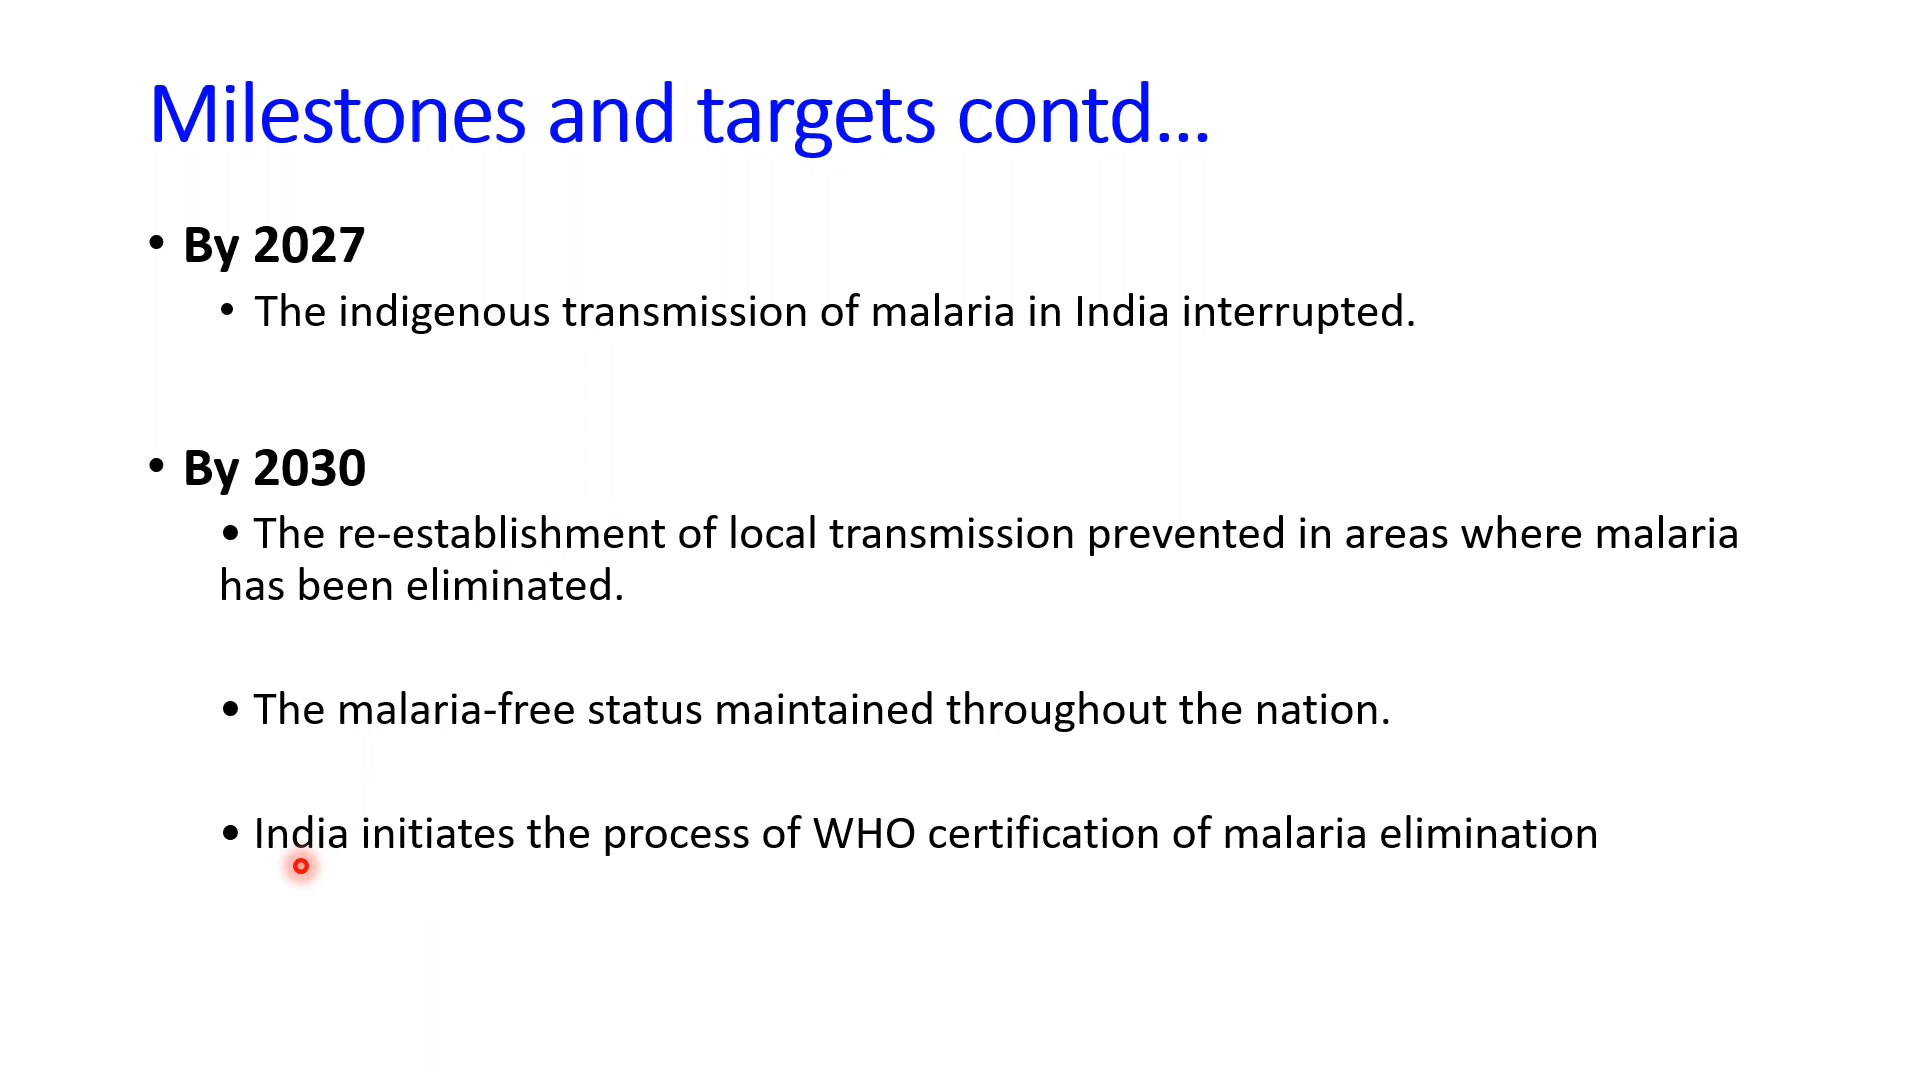 Milestones and targets contd...
• By 2027
• The indigenous transmission of malaria in India interrupted.
• By 2030
• The re-establishment of local transmission prevented in areas where malaria
has been eliminated.
• The malaria-free status maintained throughout the nation.
• India initiates the process of WHO certification of malaria elimination